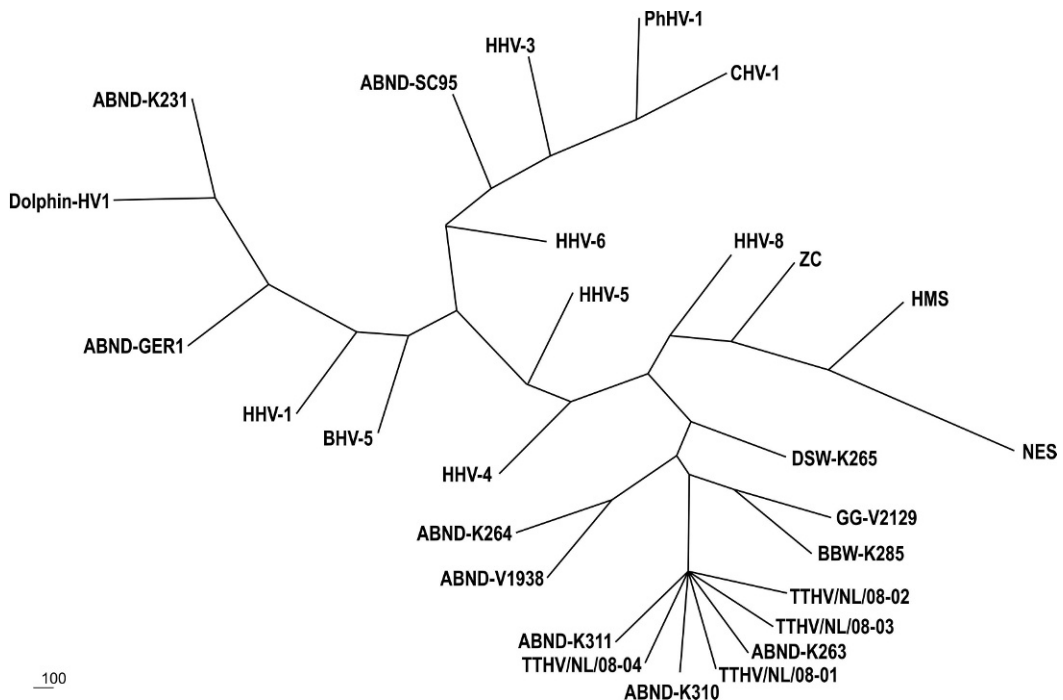 PhHV-1
HHV-3
CHV-1
ABND-SC95
ABND-K231
Dolphin-HV1
HHV-6
HHV-8
ZC
HHV-5
HMS
ABND-GER1
HHV-1
BHV-5
NES
DSW-K265
HHV-4
GG-V2129
ABND-K264
BBW-K285
ABND-V1938
TTHV/NL/08-02
TTHV/NL/08-03
ABND-K311
ABND-K263
TTHV/NL/08-04
TTHV/NL/08-01
ABND-K310
100